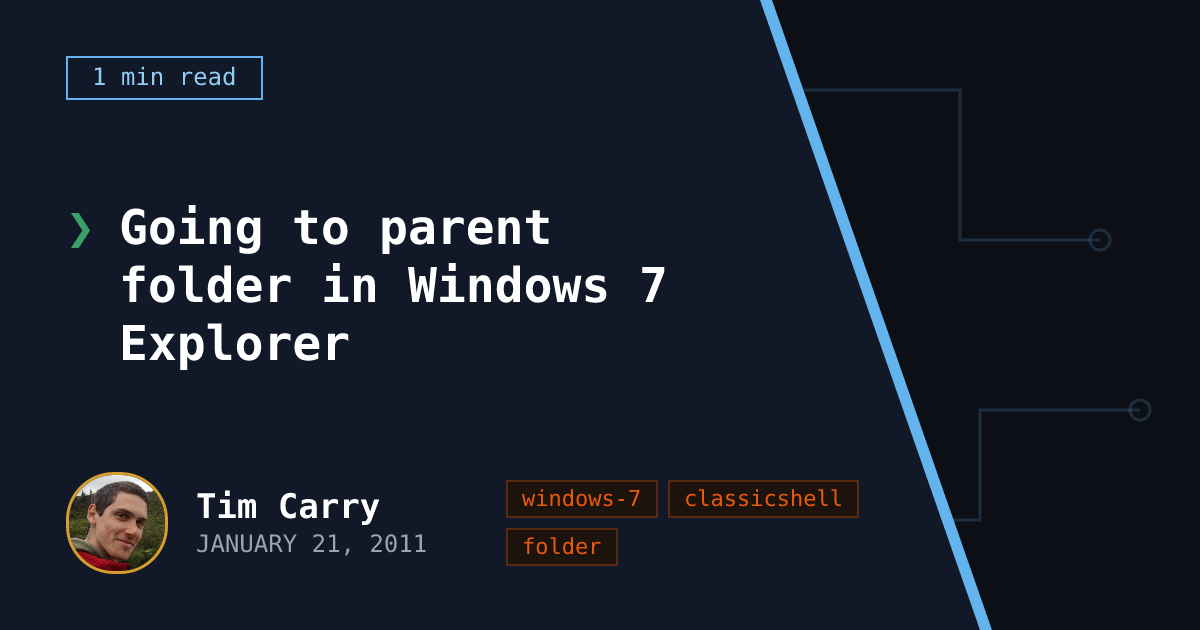 1 min read
❯ Going to parent
folder in Windows 7
Explorer
Tim Carry
JANUARY 21, 2011
windows-7 classicshell
folder